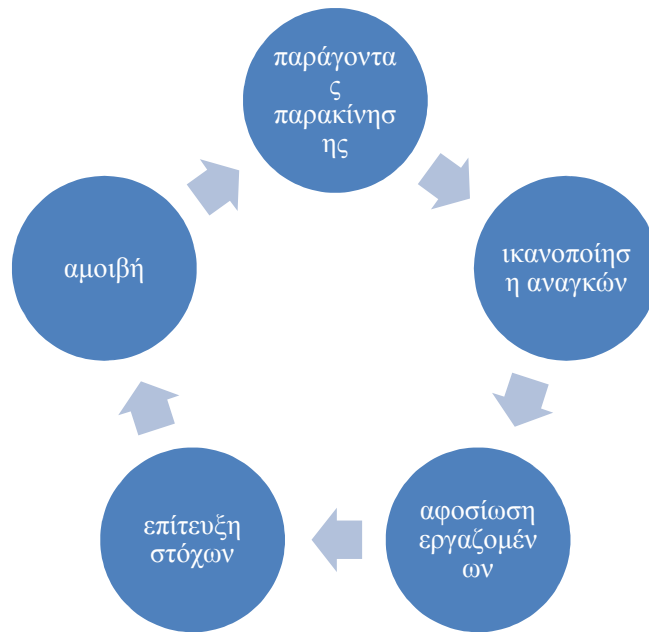 παράγοντα
ς
παρακίνησ
ης
ικανοποίησ
η αναγκών
αφοσίωση
εργαζομέν
ων
επίτευξη
στόχων
αμοιβή